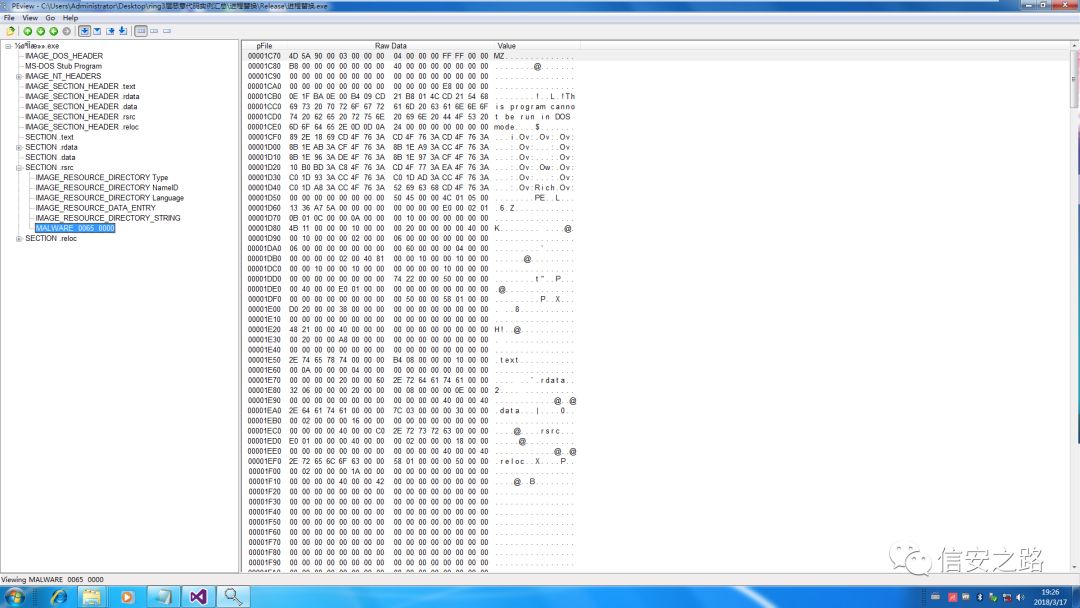 PEview - C:\Users\Administrator\Desktop\ring3层恶意代码实例汇总\进程替换\Release\进程替换.exe
File View Go Help
IMAGE_DOS_HEADER
MS-DOS Stub Program
IMAGE_NT_HEADERS
IMAGE_SECTION_HEADER .text
IMAGE_SECTION_HEADER .rdata
IMAGE_SECTION_HEADER .data
IMAGE_SECTION_HEADER .rsrc
IMAGE_SECTION_HEADER .reloc
SECTION .text
SECTION .rdata
SECTION .data
SECTION .rsrc
IMAGE_RESOURCE_DIRECTORY Type
IMAGE_RESOURCE_DIRECTORY NameID
IMAGE_RESOURCE_DIRECTORY Language
IMAGE_RESOURCE_DATA_ENTRY
IMAGE_RESOURCE_DIRECTORY_STRING
MALWARE 0065 0000
SECTION .reloc
pFile Raw Data Value
00001C70 4D 5A 90 00 03 00 00 00 04 00 00 00 FF FF 00 00 MZ..............
00001C80 B8 00 00 00 00 00 00 00 40 00 00 00 00 00 00 00 ........@.......
00001C90 00 00 00 00 00 00 00 00 00 00 00 00 00 00 00 00 ................
00001CA0 00 00 00 00 00 00 00 00 00 00 00 00 E8 00 00 00 ................
00001CB0 0E 1F BA 0E 00 B4 09 CD 21 B8 01 4C CD 21 54 68 ........!..L.!Th
00001CC0 69 73 20 70 72 6F 67 72 61 6D 20 63 61 6E 6E 6F is program canno
00001CD0 74 20 62 65 20 72 75 6E 20 69 6E 20 44 4F 53 20 t be run in DOS
00001CE0 6D 6F 64 65 2E 0D 0D 0A 24 00 00 00 00 00 00 00 mode....$.......
00001CF0 89 2E 18 69 CD 4F 76 3A CD 4F 76 3A CD 4F 76 3A ...i.Ov:.Ov:.Ov:
00001D00 8B 1E AB 3A CF 4F 76 3A 8B 1E A9 3A CC 4F 76 3A ...:.Ov:...:.Ov:
00001D10 8B 1E 96 3A DE 4F 76 3A 8B 1E 97 3A CF 4F 76 3A ...:.Ov:...:.Ov:
00001D20 10 B0 BD 3A C8 4F 76 3A CD 4F 77 3A EA 4F 76 3A ...:.Ov:.Ow:.Ov:
00001D30 C0 1D 93 3A CC 4F 76 3A C0 1D AD 3A CC 4F 76 3A ...:.Ov:...:.Ov:
00001D40 C0 1D A8 3A CC 4F 76 3A 52 69 63 68 CD 4F 76 3A ...:.Ov:Rich.Ov:
00001D50 00 00 00 00 00 00 00 00 50 45 00 00 4C 01 05 00 ........PE..L...
00001D60 13 36 A7 5A 00 00 00 00 00 00 00 00 E0 00 02 01 .6.Z............
00001D70 0B 01 0C 00 00 0A 00 00 00 10 00 00 00 00 00 00 ................
00001D80 4B 11 00 00 00 10 00 00 00 20 00 00 00 00 40 00 K........ ....@.
00001D90 00 10 00 00 00 02 00 00 06 00 00 00 00 00 00 00 ................
00001DA0 06 00 00 00 00 00 00 00 00 60 00 00 00 04 00 00 .........`......
00001DB0 00 00 00 00 02 00 40 81 00 00 10 00 00 10 00 00 ......@.........
00001DC0 00 00 10 00 00 10 00 00 00 00 00 00 10 00 00 00 ................
00001DD0 00 00 00 00 00 00 00 00 74 22 00 00 50 00 00 00 ........t"..P...
00001DE0 00 40 00 00 E0 01 00 00 00 00 00 00 00 00 00 00 .@..............
00001DF0 00 00 00 00 00 00 00 00 00 50 00 00 58 01 00 00 .........P..X...
00001E00 D0 20 00 00 38 00 00 00 00 00 00 00 00 00 00 00 . ..8...........
00001E10 00 00 00 00 00 00 00 00 00 00 00 00 00 00 00 00 ................
00001E20 48 21 00 00 40 00 00 00 00 00 00 00 00 00 00 00 H!..@...........
00001E30 00 20 00 00 A8 00 00 00 00 00 00 00 00 00 00 00 . ..............
00001E40 00 00 00 00 00 00 00 00 00 00 00 00 00 00 00 00 ................
00001E50 2E 74 65 78 74 00 00 00 B4 08 00 00 00 10 00 00 .text...........
00001E60 00 0A 00 00 00 04 00 00 00 00 00 00 00 00 00 00 ................
00001E70 00 00 00 00 20 00 00 60 2E 72 64 61 74 61 00 00 .... ..`.rdata..
00001E80 32 06 00 00 00 20 00 00 00 08 00 00 00 0E 00 00 2.... ..........
00001E90 00 00 00 00 00 00 00 00 00 00 00 00 40 00 00 40 ............@..@
00001EA0 2E 64 61 74 61 00 00 00 7C 03 00 00 00 30 00 00 .data...|....0..
00001EB0 00 02 00 00 00 16 00 00 00 00 00 00 00 00 00 00 ................
00001EC0 00 00 00 00 40 00 00 C0 2E 72 73 72 63 00 00 00 ....@....rsrc...
00001ED0 E0 01 00 00 00 40 00 00 00 02 00 00 00 18 00 00 .....@..........
00001EE0 00 00 00 00 00 00 00 00 00 00 00 00 40 00 00 40 ............@..@
00001EF0 2E 72 65 6C 6F 63 00 00 58 01 00 00 00 50 00 00 .reloc..X....P..
00001F00 00 02 00 00 00 1A 00 00 00 00 00 00 00 00 00 00 ................
00001F10 00 00 00 00 40 00 00 42 00 00 00 00 00 00 00 00 ....@..B........
00001F20 00 00 00 00 00 00 00 00 00 00 00 00 00 00 00 00 ................
00001F30 00 00 00 00 00 00 00 00 00 00 00 00 00 00 00 00 ................
00001F40 00 00 00 00 00 00 00 00 00 00 00 00 00 00 00 00 ................
00001F50 00 00 00 00 00 00 00 00 00 00 00 00 00 00 00 00 ................
00001F60 00 00 00 00 00 00 00 00 00 00 00 00 00 00 00 00 ................
00001F70 00 00 00 00 00 00 00 00 00 00 00 00 00 00 00 00 ................
00001F80 00 00 00 00 00 00 00 00 00 00 00 00 00 00 00 00 ................
00001F90 00 00 00 00 00 00 00 00 00 00 00 00 00 00 00 00 ................
信安之路
Viewing MALWARE 0065 0000
19:26
2018/3/17